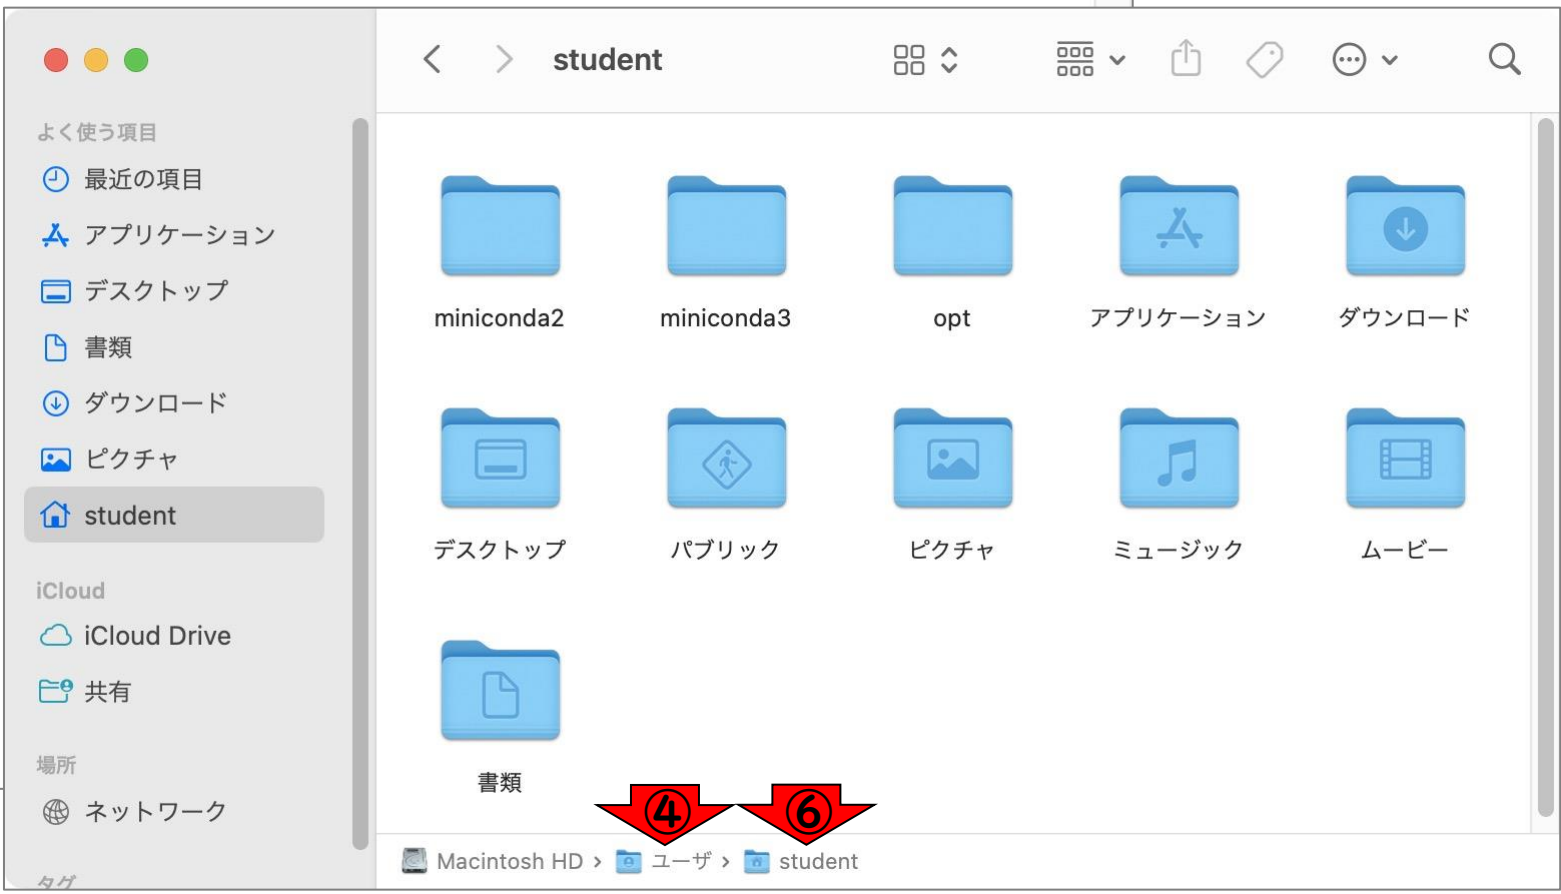 student
よく使う項目
最近の項目
アプリケーション
デスクトップ
書類
ダウンロード
ピクチャ
student
iCloud
iCloud Drive
共有
場所
ネットワーク
タグ
miniconda2
miniconda3
opt
アプリケーション
ダウンロード
デスクトップ
パブリック
ピクチャ
ミュージック
ムービー
書類
④
⑥
Macintosh HD › ユーザ › student